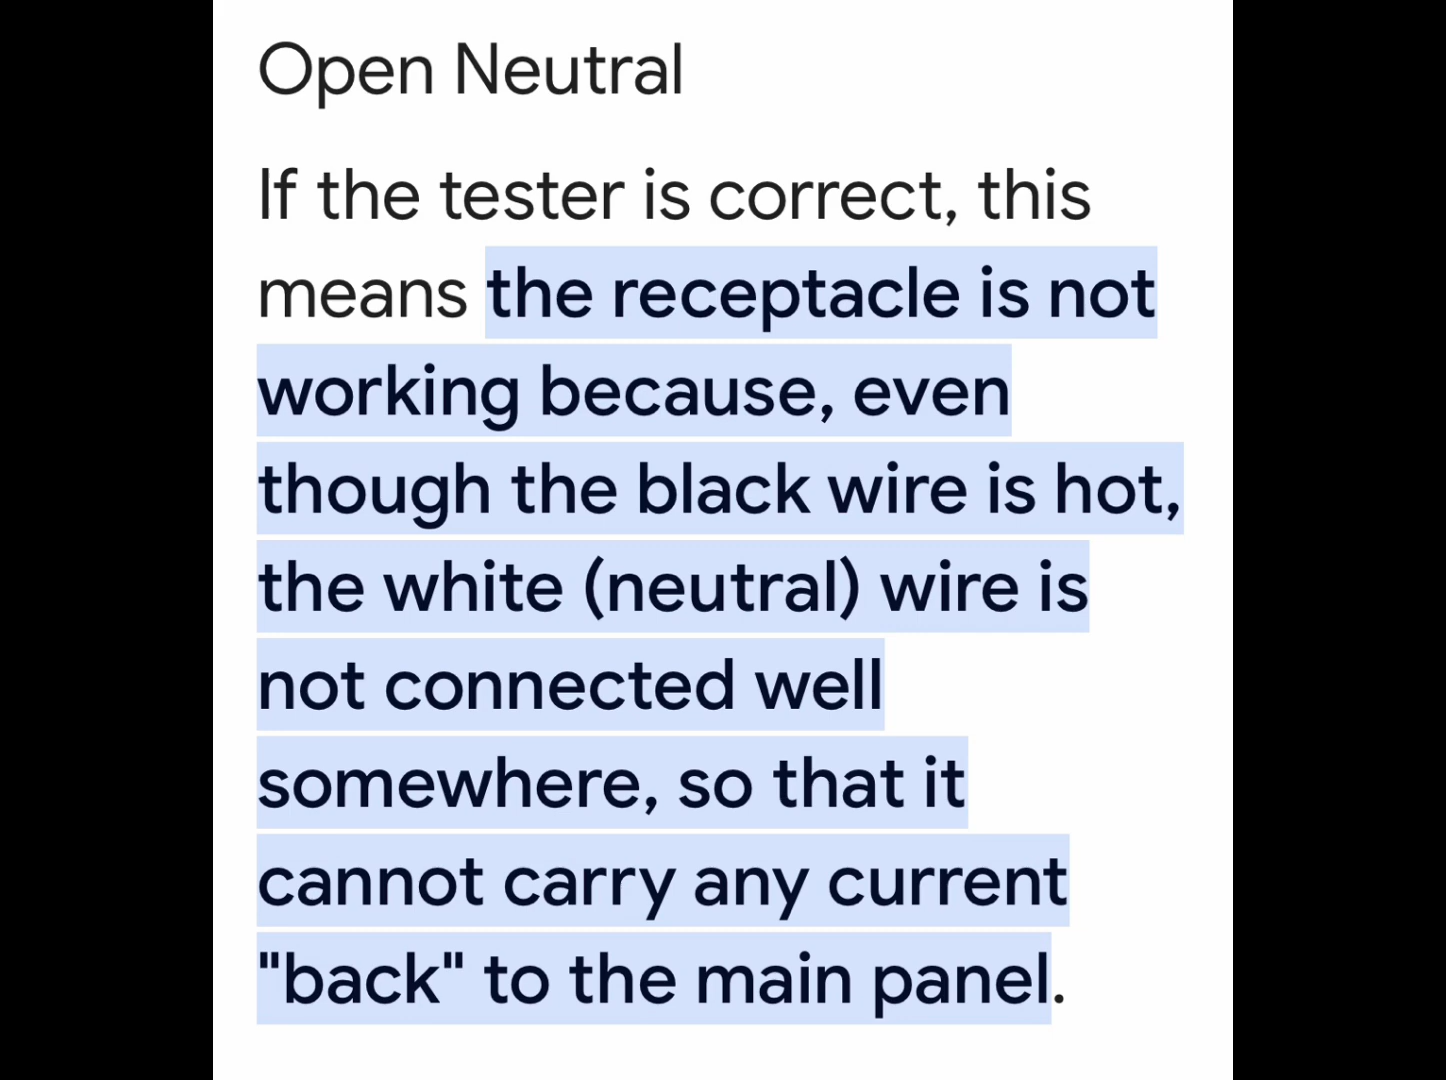 Open Neutral
If the tester is correct, this
means the receptacle is not
working because, even
though the black wire is hot,
the white (neutral) wire is
not connected well
somewhere, so that it
cannot carry any current
"back" to the main panel.